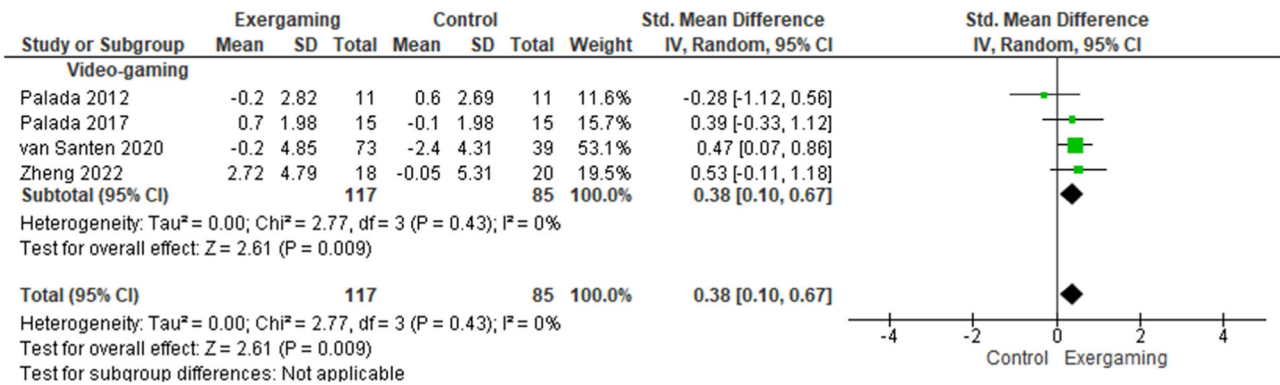 Exergaming Control Std. Mean Difference Std. Mean Difference
Study or Subgroup Mean SD Total Mean SD Total Weight IV, Random, 95% CI IV, Random, 95% CI
Video-gaming
Palada 2012 -0.2 2.82 11 0.6 2.69 11 11.6% -0.28 [-1.12, 0.56]
Palada 2017 0.7 1.98 15 -0.1 1.98 15 15.7% 0.39 [-0.33, 1.12]
van Santen 2020 -0.2 4.85 73 -2.4 4.31 39 53.1% 0.47 [0.07, 0.86]
Zheng 2022 2.72 4.79 18 -0.05 5.31 20 19.5% 0.53 [-0.11, 1.18]
Subtotal (95% CI) 117 85 100.0% 0.38 [0.10, 0.67]
Heterogeneity: Tau² = 0.00; Chi² = 2.77, df = 3 (P = 0.43); I² = 0%
Test for overall effect: Z = 2.61 (P = 0.009)
Total (95% CI) 117 85 100.0% 0.38 [0.10, 0.67]
Heterogeneity: Tau² = 0.00; Chi² = 2.77, df = 3 (P = 0.43); I² = 0%
Test for overall effect: Z = 2.61 (P = 0.009)
Test for subgroup differences: Not applicable
-4 -2 0 2 4
Control Exergaming